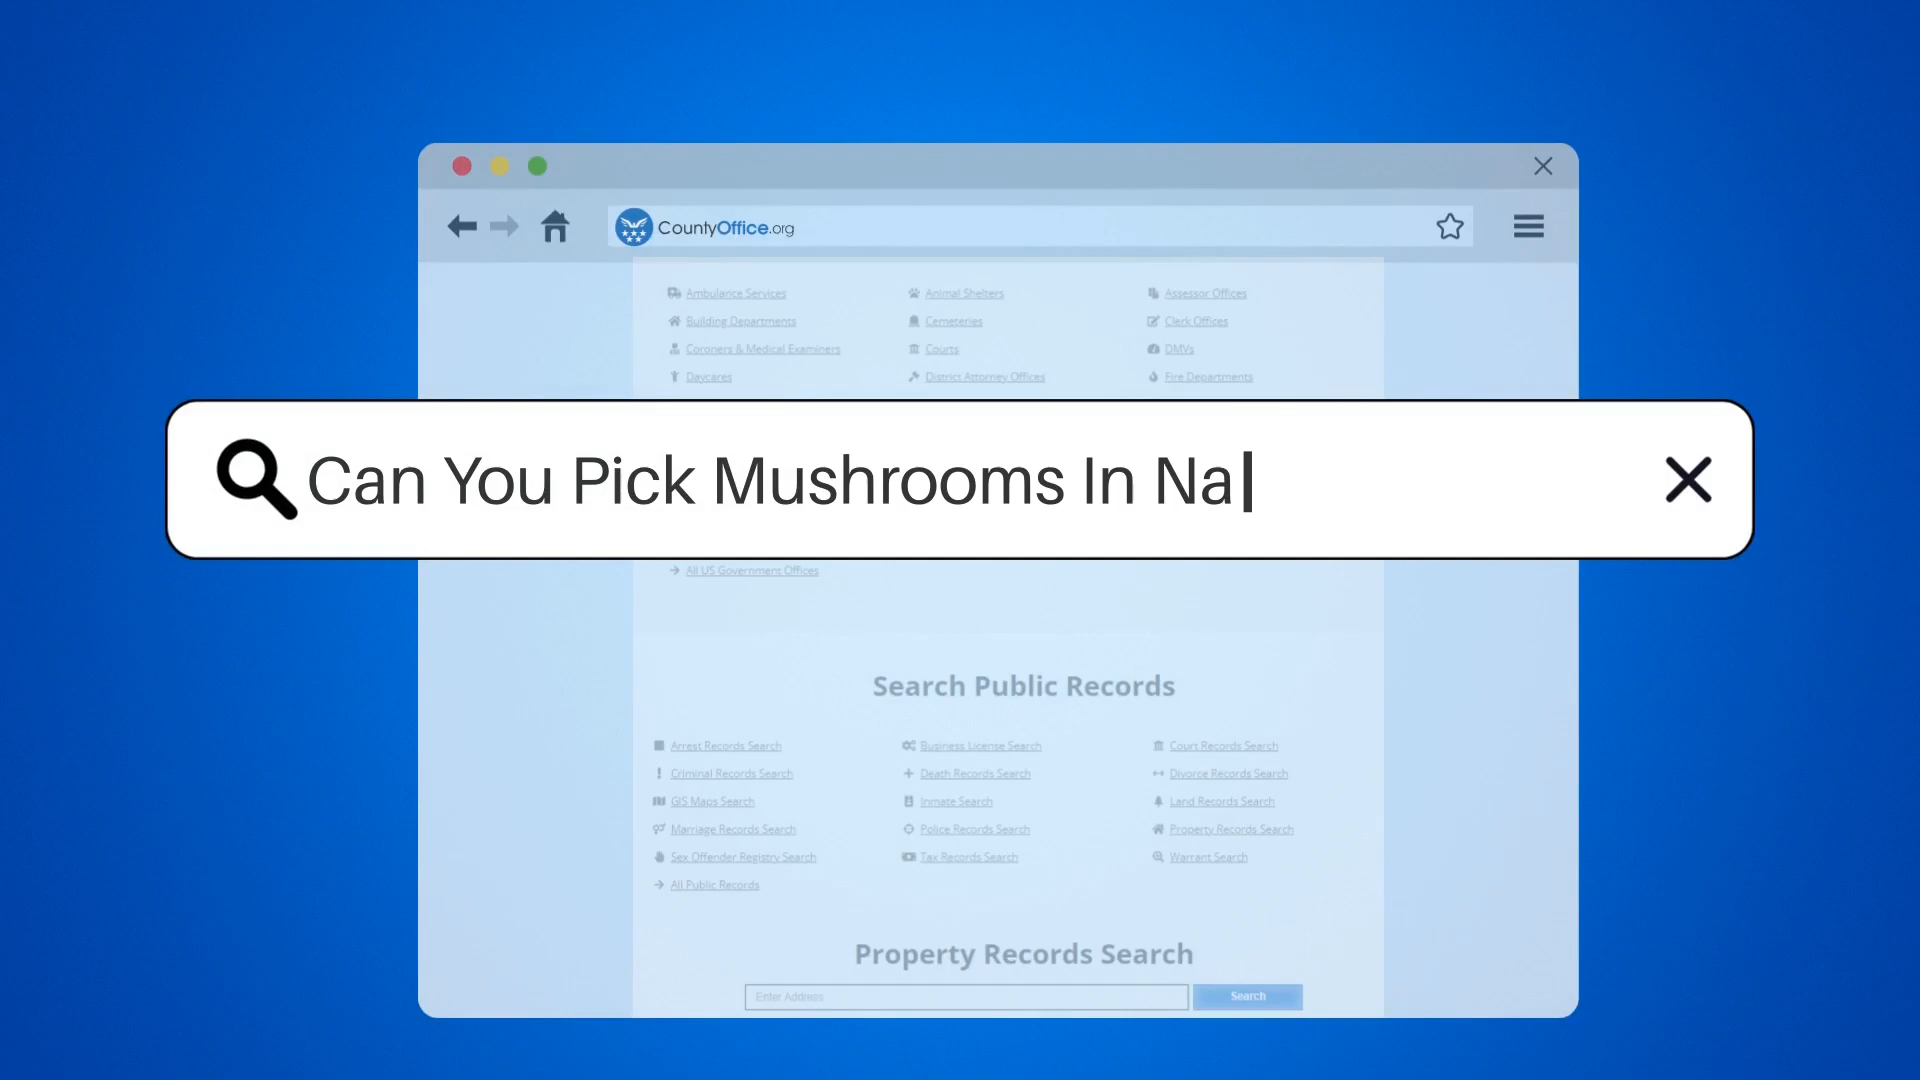 CountyOffice.org
Ambulance Services Animal Shelters Assessor Offices
Building Departments Cemeteries Clerk Offices
Coroners & Medical Examiners Courts DMVs
Daycares District Attorney Offices Fire Departments
Can You Pick Mushrooms In Na
All US Government Offices
Search Public Records
Arrest Records Search Business License Search Court Records Search
Criminal Records Search Death Records Search Divorce Records Search
GIS Maps Search Inmate Search Land Records Search
Marriage Records Search Police Records Search Property Records Search
Sex Offender Registry Search Tax Records Search Warrant Search
All Public Records
Property Records Search
Enter Address Search